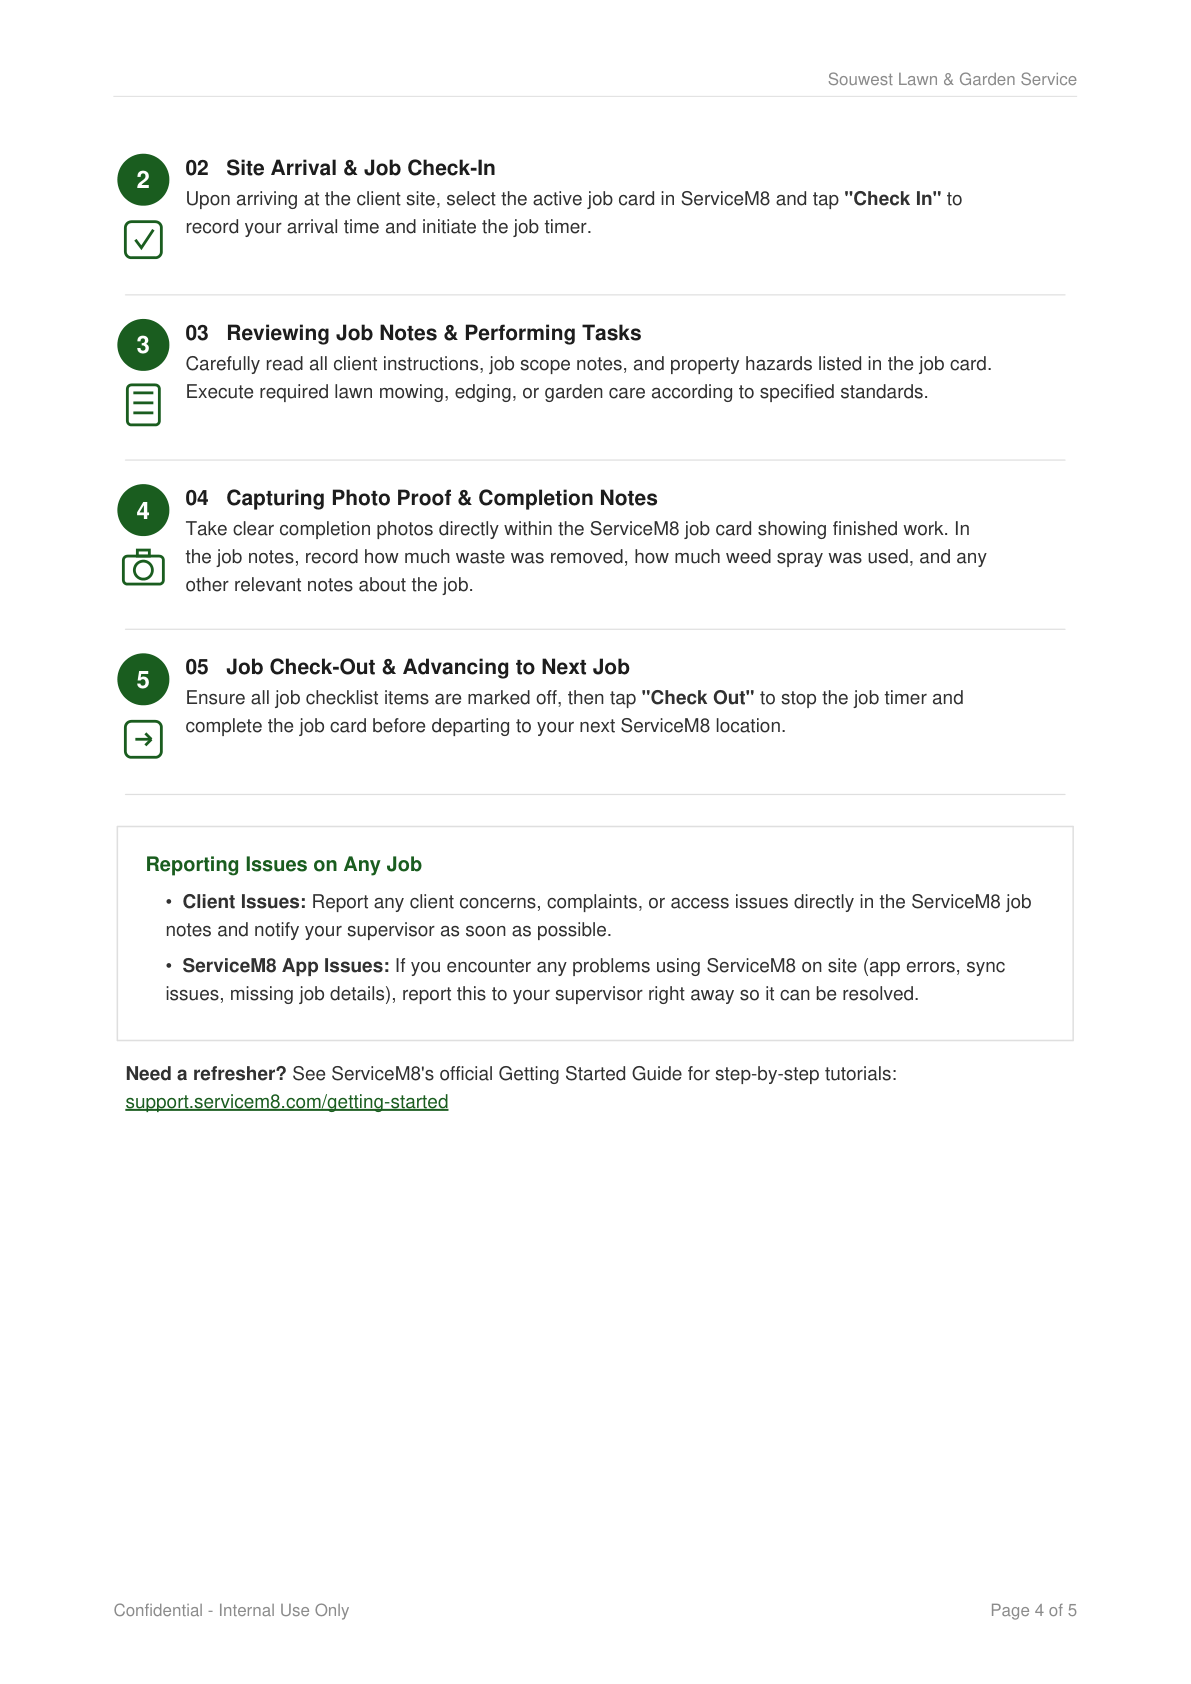 Souwest Lawn & Garden Service
2
02 Site Arrival & Job Check-In
Upon arriving at the client site, select the active job card in ServiceM8 and tap "Check In" to
record your arrival time and initiate the job timer.
3
03 Reviewing Job Notes & Performing Tasks
Carefully read all client instructions, job scope notes, and property hazards listed in the job card.
Execute required lawn mowing, edging, or garden care according to specified standards.
4
04 Capturing Photo Proof & Completion Notes
Take clear completion photos directly within the ServiceM8 job card showing finished work. In
the job notes, record how much waste was removed, how much weed spray was used, and any
other relevant notes about the job.
5
05 Job Check-Out & Advancing to Next Job
Ensure all job checklist items are marked off, then tap "Check Out" to stop the job timer and
complete the job card before departing to your next ServiceM8 location.
Reporting Issues on Any Job
• Client Issues: Report any client concerns, complaints, or access issues directly in the ServiceM8 job
notes and notify your supervisor as soon as possible.
• ServiceM8 App Issues: If you encounter any problems using ServiceM8 on site (app errors, sync
issues, missing job details), report this to your supervisor right away so it can be resolved.
Need a refresher? See ServiceM8's official Getting Started Guide for step-by-step tutorials:
support.servicem8.com/getting-started
Confidential - Internal Use Only
Page 4 of 5